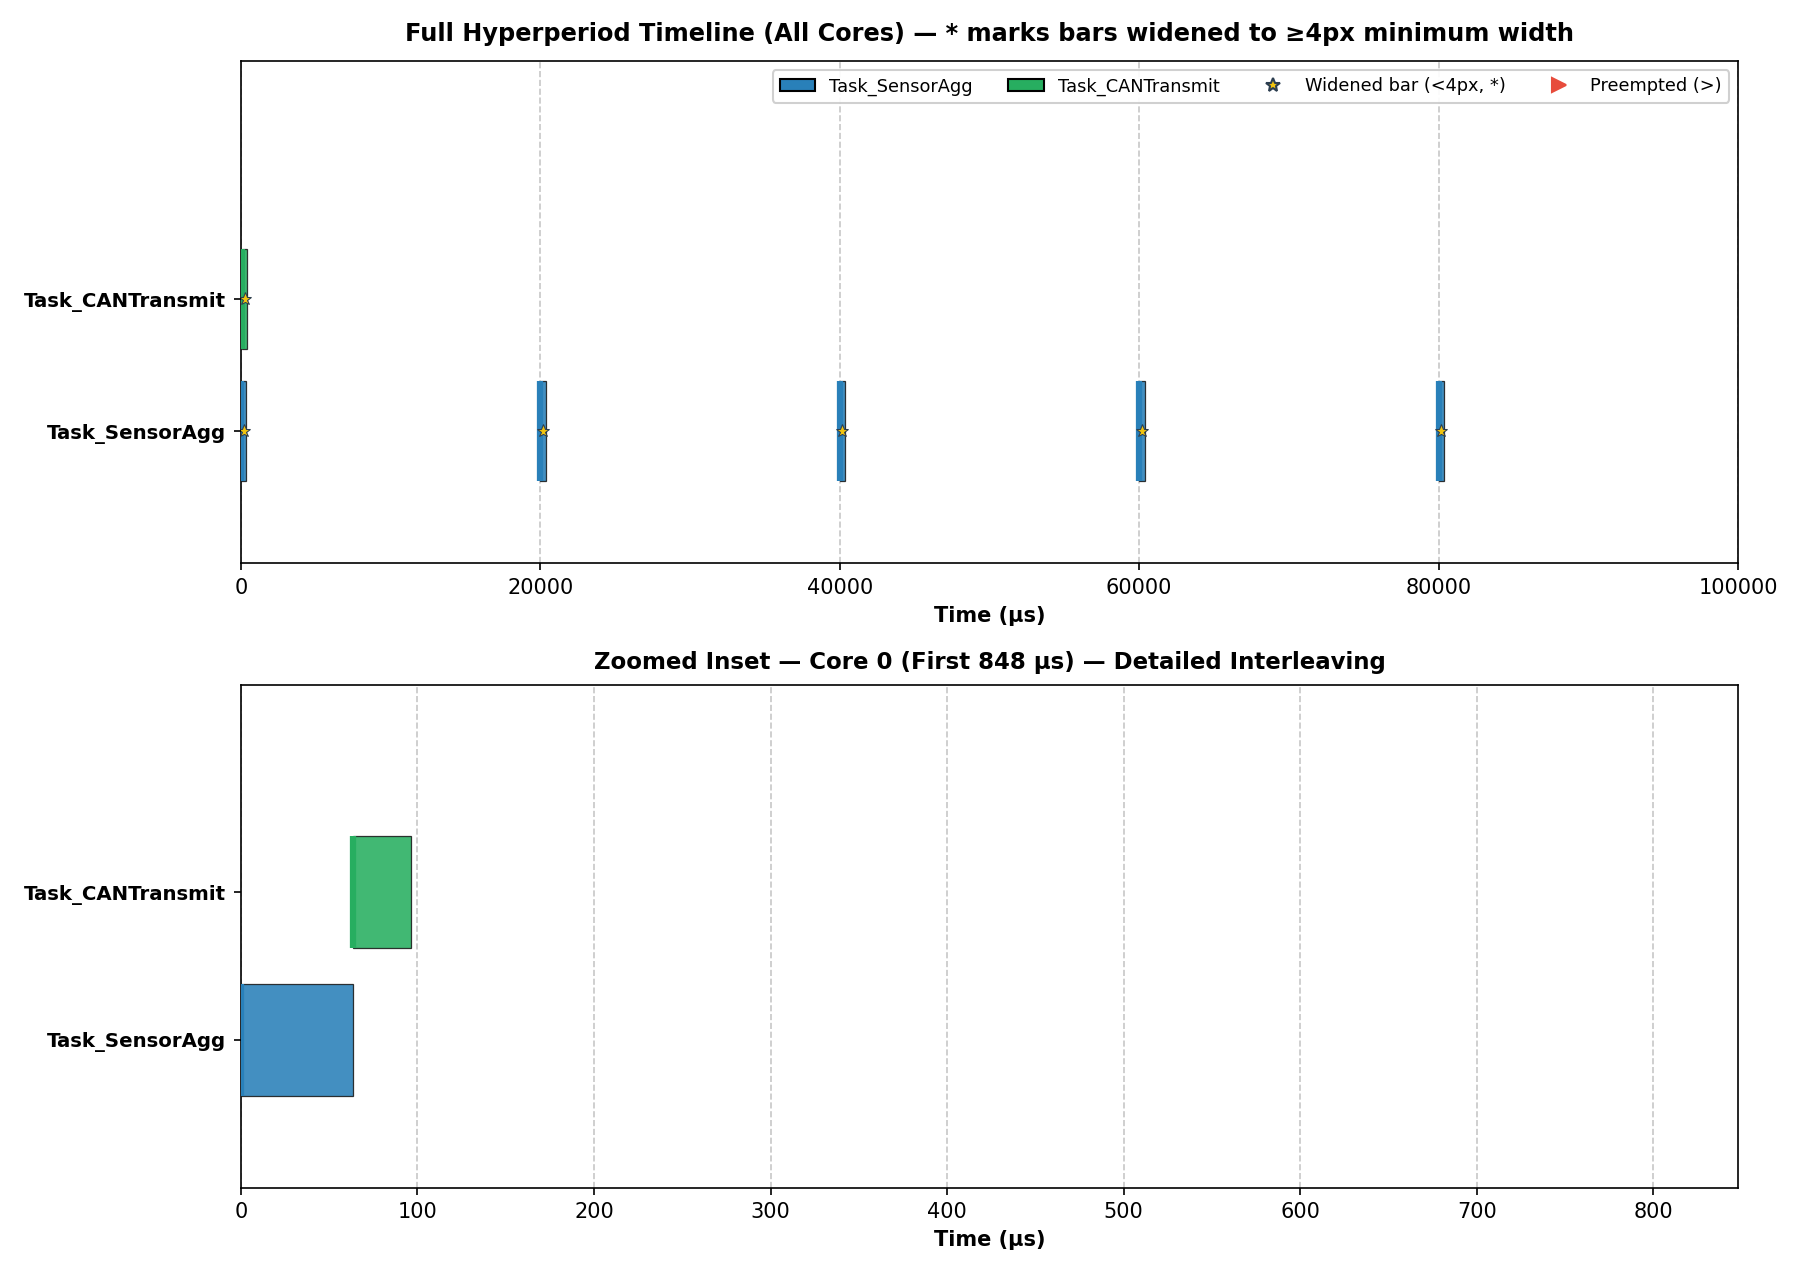 Full Hyperperiod Timeline (All Cores) — * marks bars widened to ≥4px minimum width
Task_SensorAgg Task_CANTransmit Widened bar (<4px, *) Preempted (>)
Task_CANTransmit
Task_SensorAgg
0 20000 40000 60000 80000 100000
Time (µs)
Zoomed Inset — Core 0 (First 848 µs) — Detailed Interleaving
Task_CANTransmit
Task_SensorAgg
0 100 200 300 400 500 600 700 800
Time (µs)